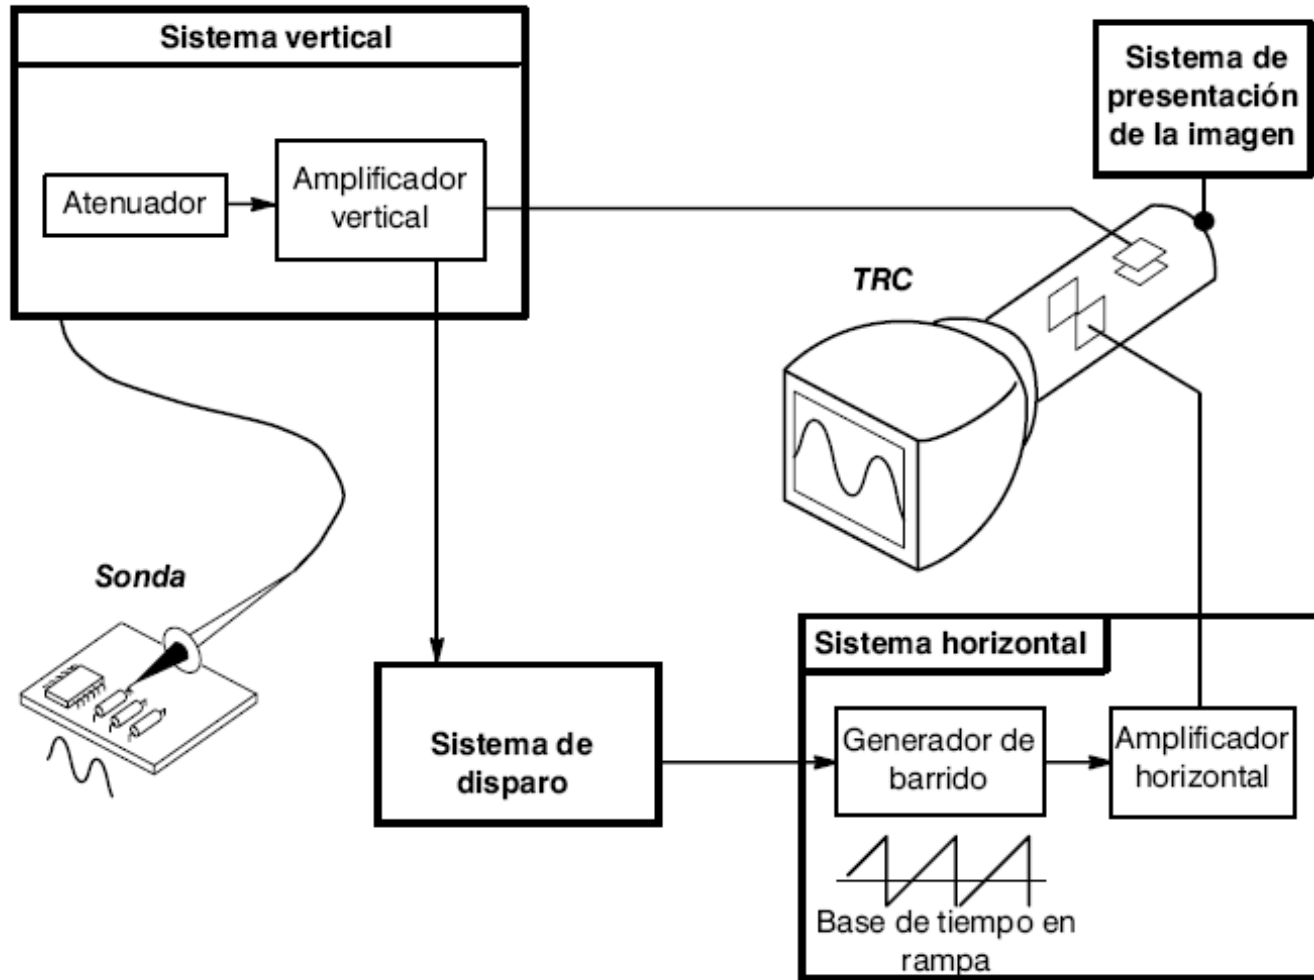 Sistema vertical
Atenuador
Amplificador
vertical
Sistema de
presentación
de la imagen
TRC
Sonda
Sistema de
disparo
Sistema horizontal
Generador de
barrido
Amplificador
horizontal
Base de tiempo en
rampa